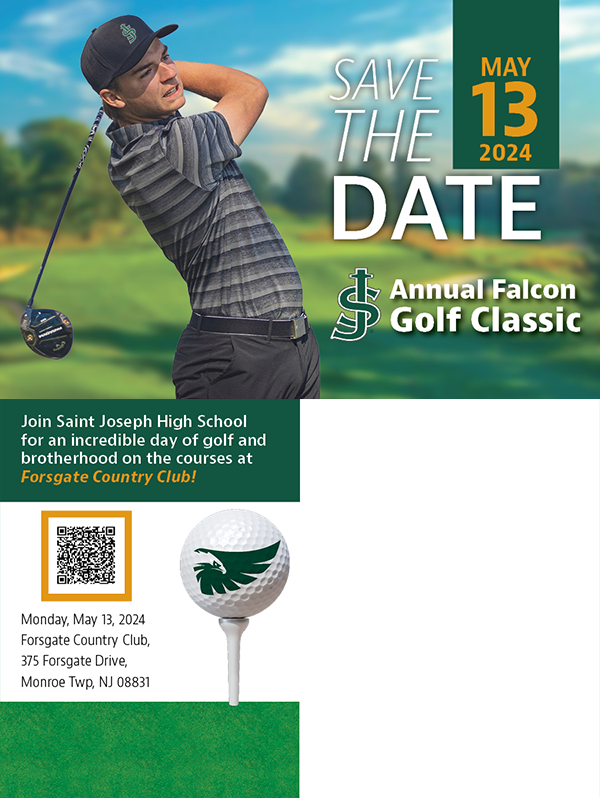 SAVE
THE
DATE
MAY
13
2024
SJ
Annual Falcon
Golf Classic
Join Saint Joseph High School
for an incredible day of golf and
brotherhood on the courses at
Forsgate Country Club!
Monday, May 13, 2024
Forsgate Country Club,
375 Forsgate Drive,
Monroe Twp, NJ 08831